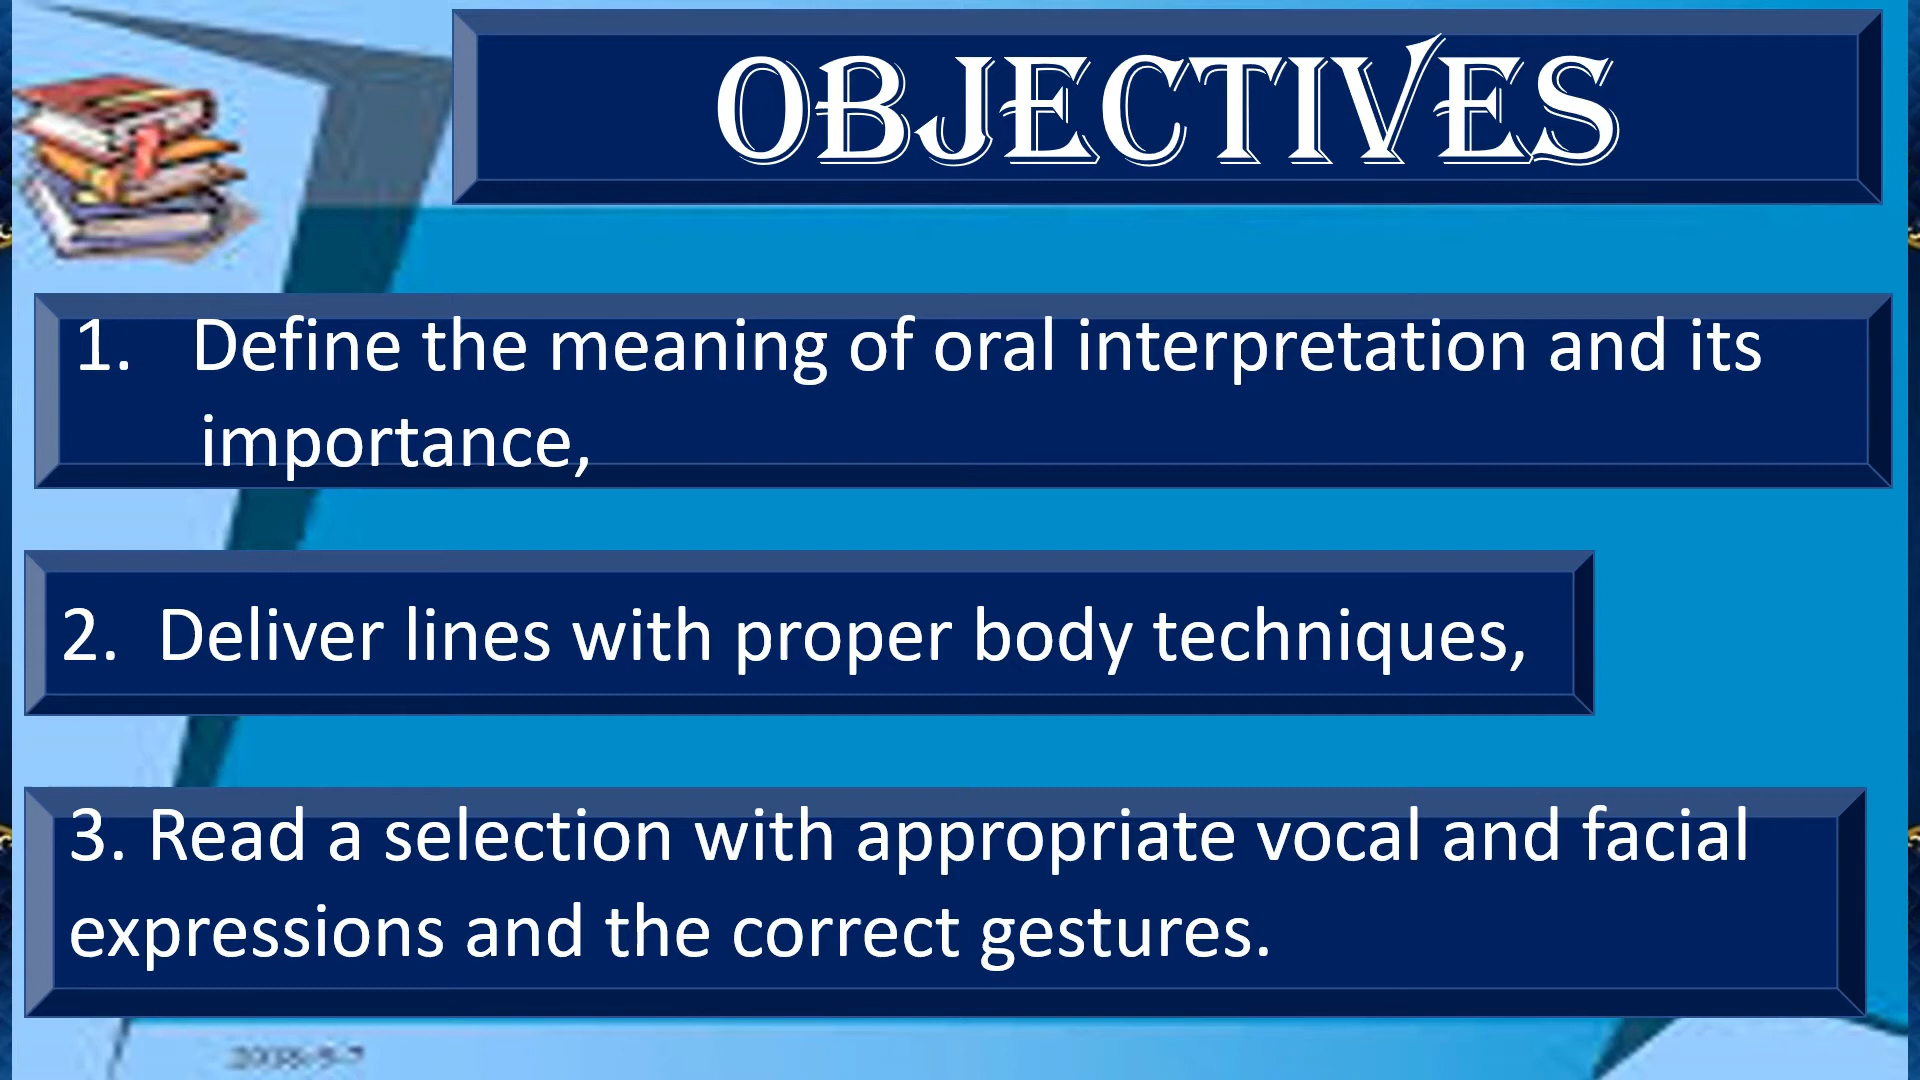 OBJECTIVES
1. Define the meaning of oral interpretation and its
importance,
2. Deliver lines with proper body techniques,
3. Read a selection with appropriate vocal and facial
expressions and the correct gestures.